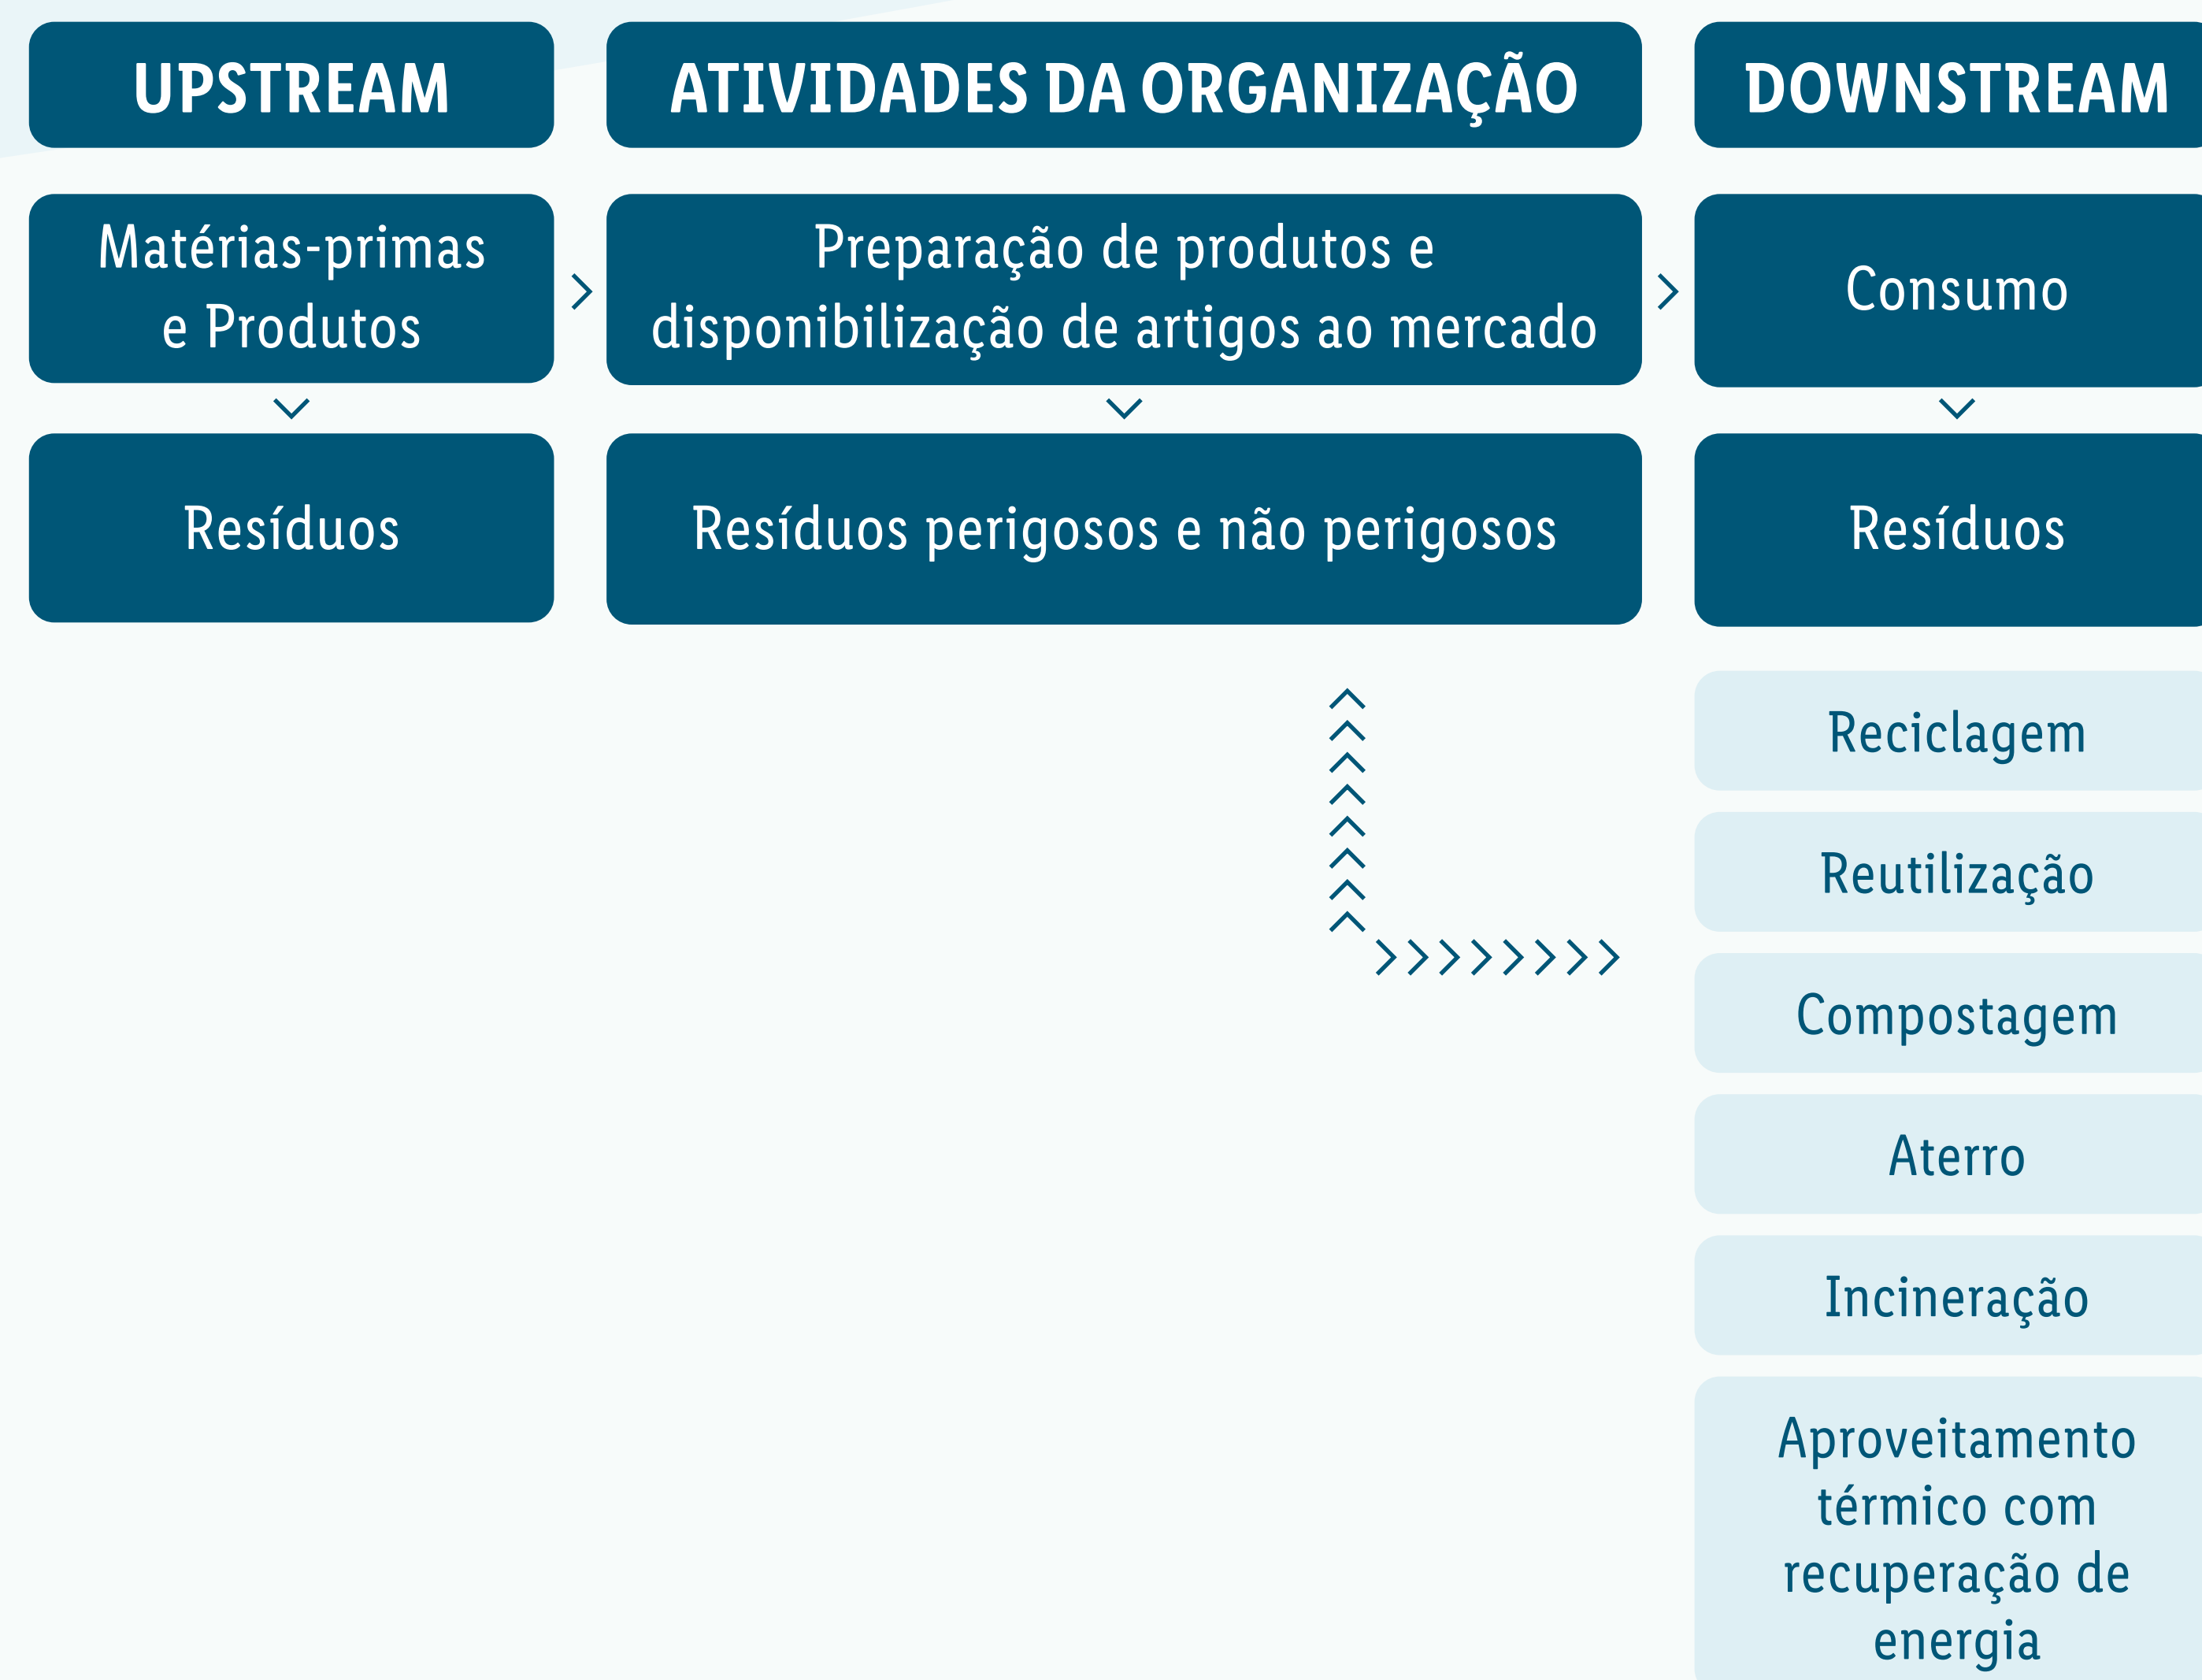 UPSTREAM
ATIVIDADES DA ORGANIZAÇÃO
DOWNSTREAM
Matérias-primas
e Produtos
Preparação de produtos e
disponibilização de artigos ao mercado
Consumo
Resíduos
Resíduos perigosos e não perigosos
Resíduos
Reciclagem
Reutilização
Compostagem
Aterro
Incineração
Aproveitamento
térmico com
recuperação de
energia